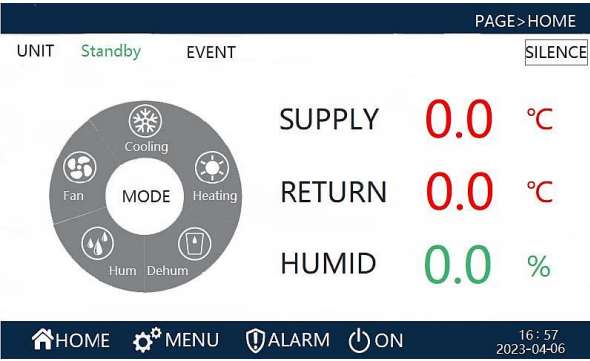 PAGE>HOME
UNIT Standby EVENT SILENCE
Cooling
Fan MODE Heating
Hum Dehum
SUPPLY 0.0 ℃
RETURN 0.0 ℃
HUMID 0.0 %
HOME MENU ALARM ON
16:57
2023-04-06